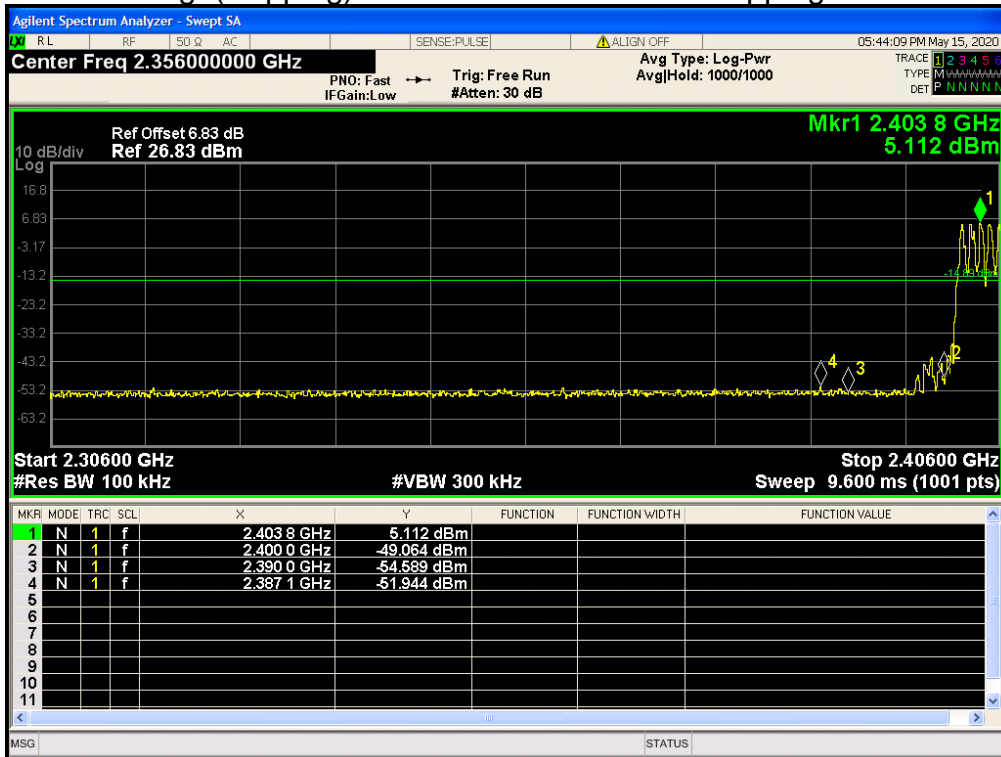 Agilent Spectrum Analyzer - Swept SA
LXI RL RF 50 Ω AC SENSE:PULSE ALIGN OFF 05:44:09 PM May 15, 2020
Center Freq 2.356000000 GHz
PNO: Fast
IFGain:Low
Trig: Free Run
#Atten: 30 dB
Avg Type: Log-Pwr
Avg|Hold: 1000/1000
TRACE 1 2 3 4 5 6
TYPE M
DET P N N N N N
Mkr1 2.403 8 GHz
5.112 dBm
Ref Offset 6.83 dB
10 dB/div Ref 26.83 dBm
Log
16.8
6.83
-3.17
-13.2
-23.2
-33.2
-43.2
-53.2
-63.2
1
2
4
3
Start 2.30600 GHz Stop 2.40600 GHz
#Res BW 100 kHz #VBW 300 kHz Sweep 9.600 ms (1001 pts)
MKR MODE TRC SCL X Y FUNCTION FUNCTION WIDTH FUNCTION VALUE
1 N 1 f 2.403 8 GHz 5.112 dBm
2 N 1 f 2.400 0 GHz -49.064 dBm
3 N 1 f 2.390 0 GHz -54.589 dBm
4 N 1 f 2.387 1 GHz -51.944 dBm
5
6
7
8
9
10
11
MSG STATUS